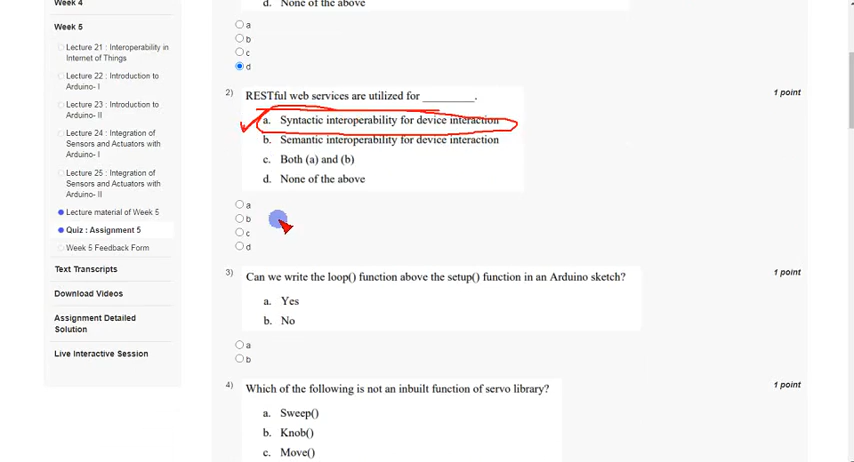 Week 4
Week 5
Lecture 21 : Interoperability in
Internet of Things
Lecture 22 : Introduction to
Arduino- I
Lecture 23 : Introduction to
Arduino- II
Lecture 24 : Integration of
Sensors and Actuators with
Arduino- I
Lecture 25 : Integration of
Sensors and Actuators with
Arduino- II
Lecture material of Week 5
Quiz : Assignment 5
Week 5 Feedback Form
Text Transcripts
Download Videos
Assignment Detailed
Solution
Live Interactive Session
d. None of the above
a
b
c
d
2) RESTful web services are utilized for ________. 1 point
a. Syntactic interoperability for device interaction
b. Semantic interoperability for device interaction
c. Both (a) and (b)
d. None of the above
a
b
c
d
3) Can we write the loop() function above the setup() function in an Arduino sketch? 1 point
a. Yes
b. No
a
b
4) Which of the following is not an inbuilt function of servo library? 1 point
a. Sweep()
b. Knob()
c. Move()